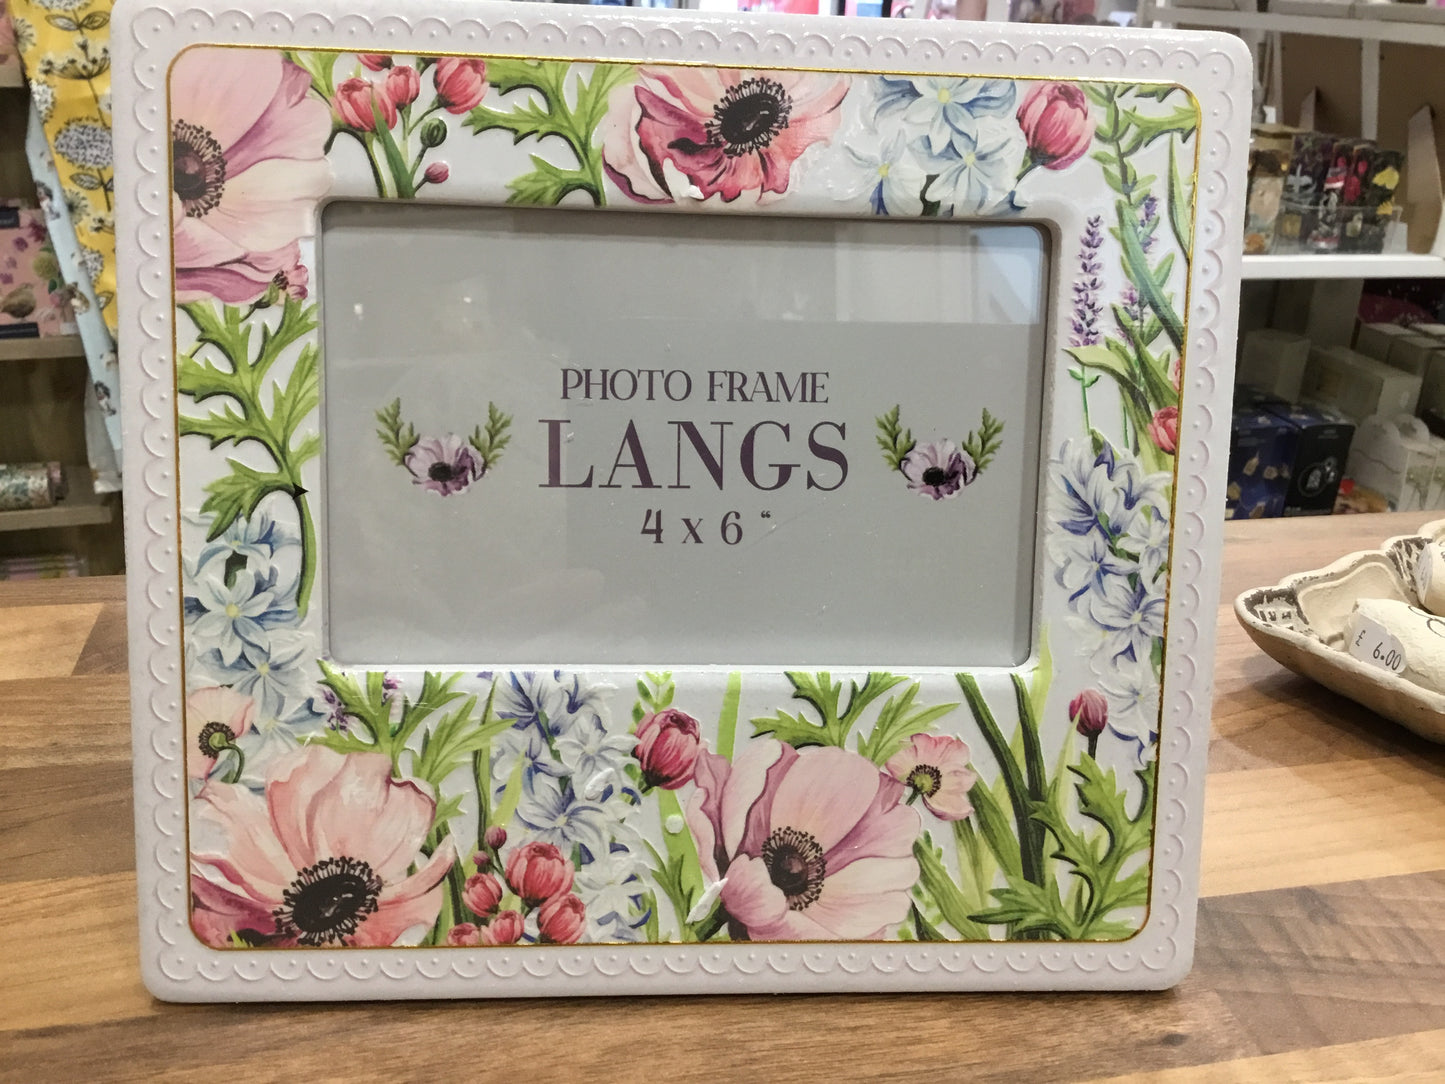 PHOTO FRAME
LANGS
4 x 6 “
£ 6.00